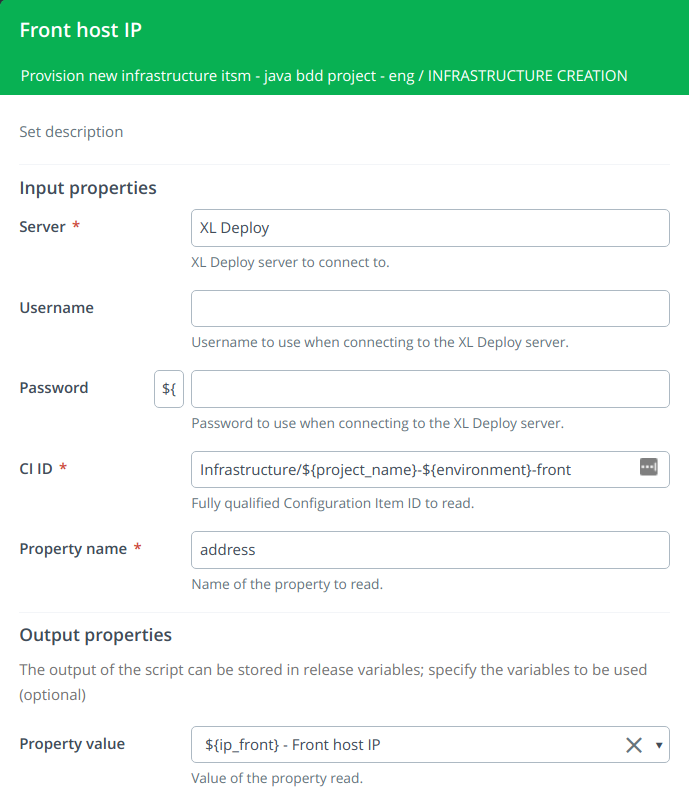 Front host IP
Provision new infrastructure itsm - java bdd project - eng / INFRASTRUCTURE CREATION
Set description
Input properties
Server *
XL Deploy
XL Deploy server to connect to.
Username
Username to use when connecting to the XL Deploy server.
Password
${
Password to use when connecting to the XL Deploy server.
CI ID *
Infrastructure/${project_name}-${environment}-front
Fully qualified Configuration Item ID to read.
Property name *
address
Name of the property to read.
Output properties
The output of the script can be stored in release variables; specify the variables to be used
(optional)
Property value
${ip_front} - Front host IP
Value of the property read.